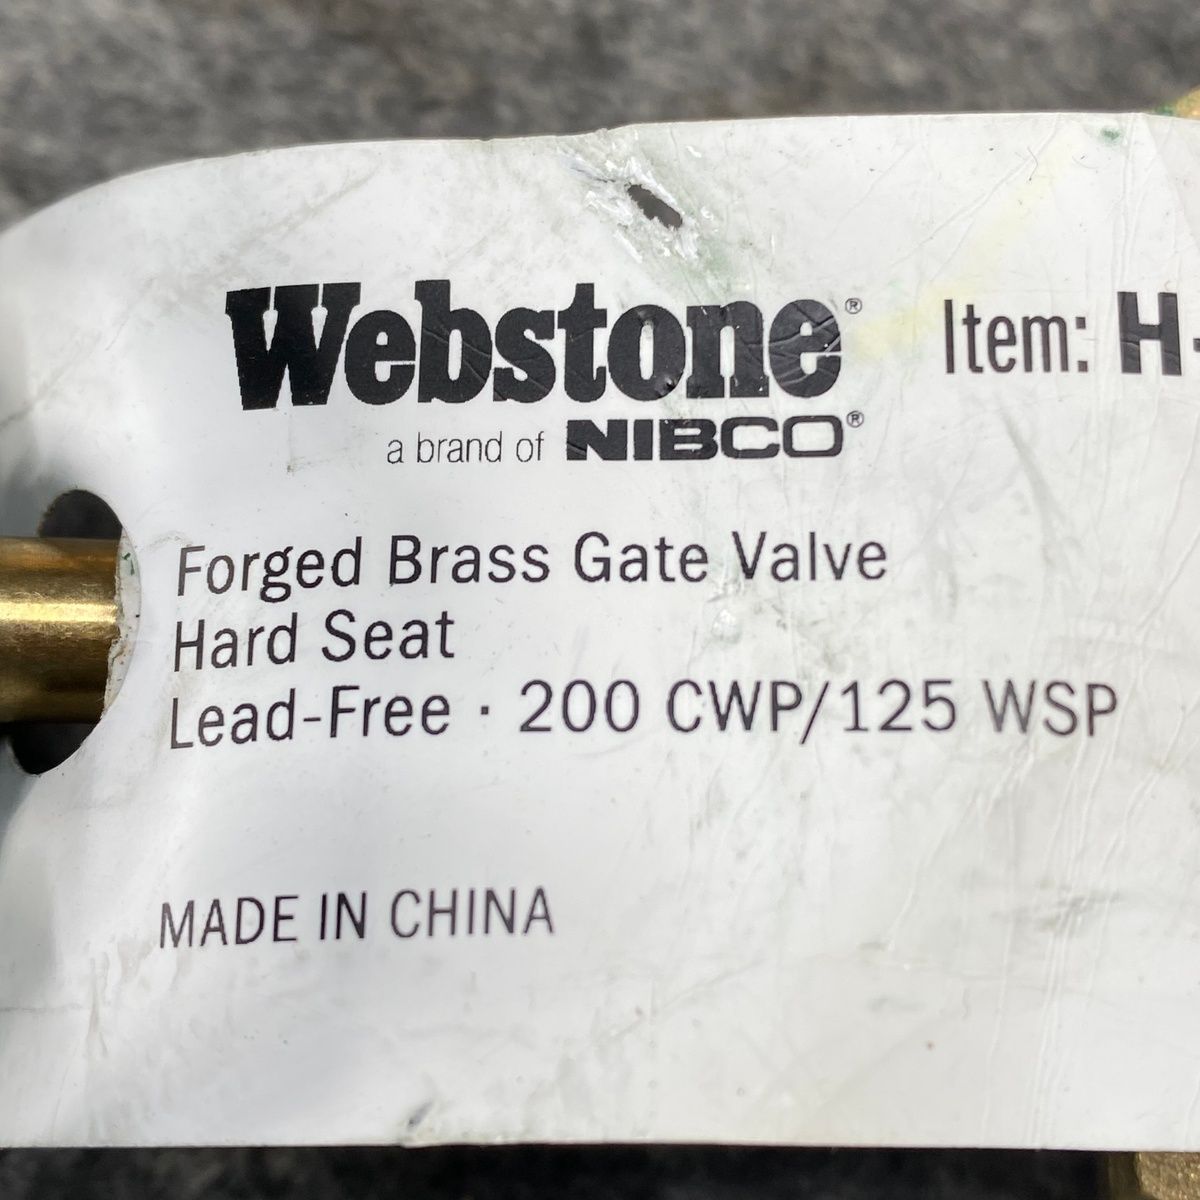 Webstone®
Item: H-
a brand of NIBCO®
Forged Brass Gate Valve
Hard Seat
Lead-Free · 200 CWP/125 WSP
MADE IN CHINA